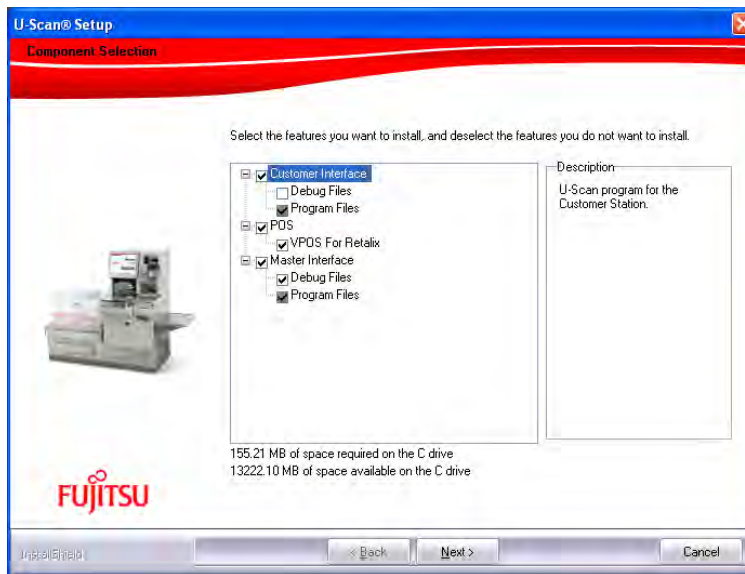 U-Scan® Setup
Component Selection
Select the features you want to install, and deselect the features you do not want to install.
Customer Interface
Debug Files
Program Files
POS
VPOS For Retalix
Master Interface
Debug Files
Program Files
Description
U-Scan program for the
Customer Station.
155.21 MB of space required on the C drive
13222.10 MB of space available on the C drive
FUJITSU
InstallShield
< Back
Next >
Cancel